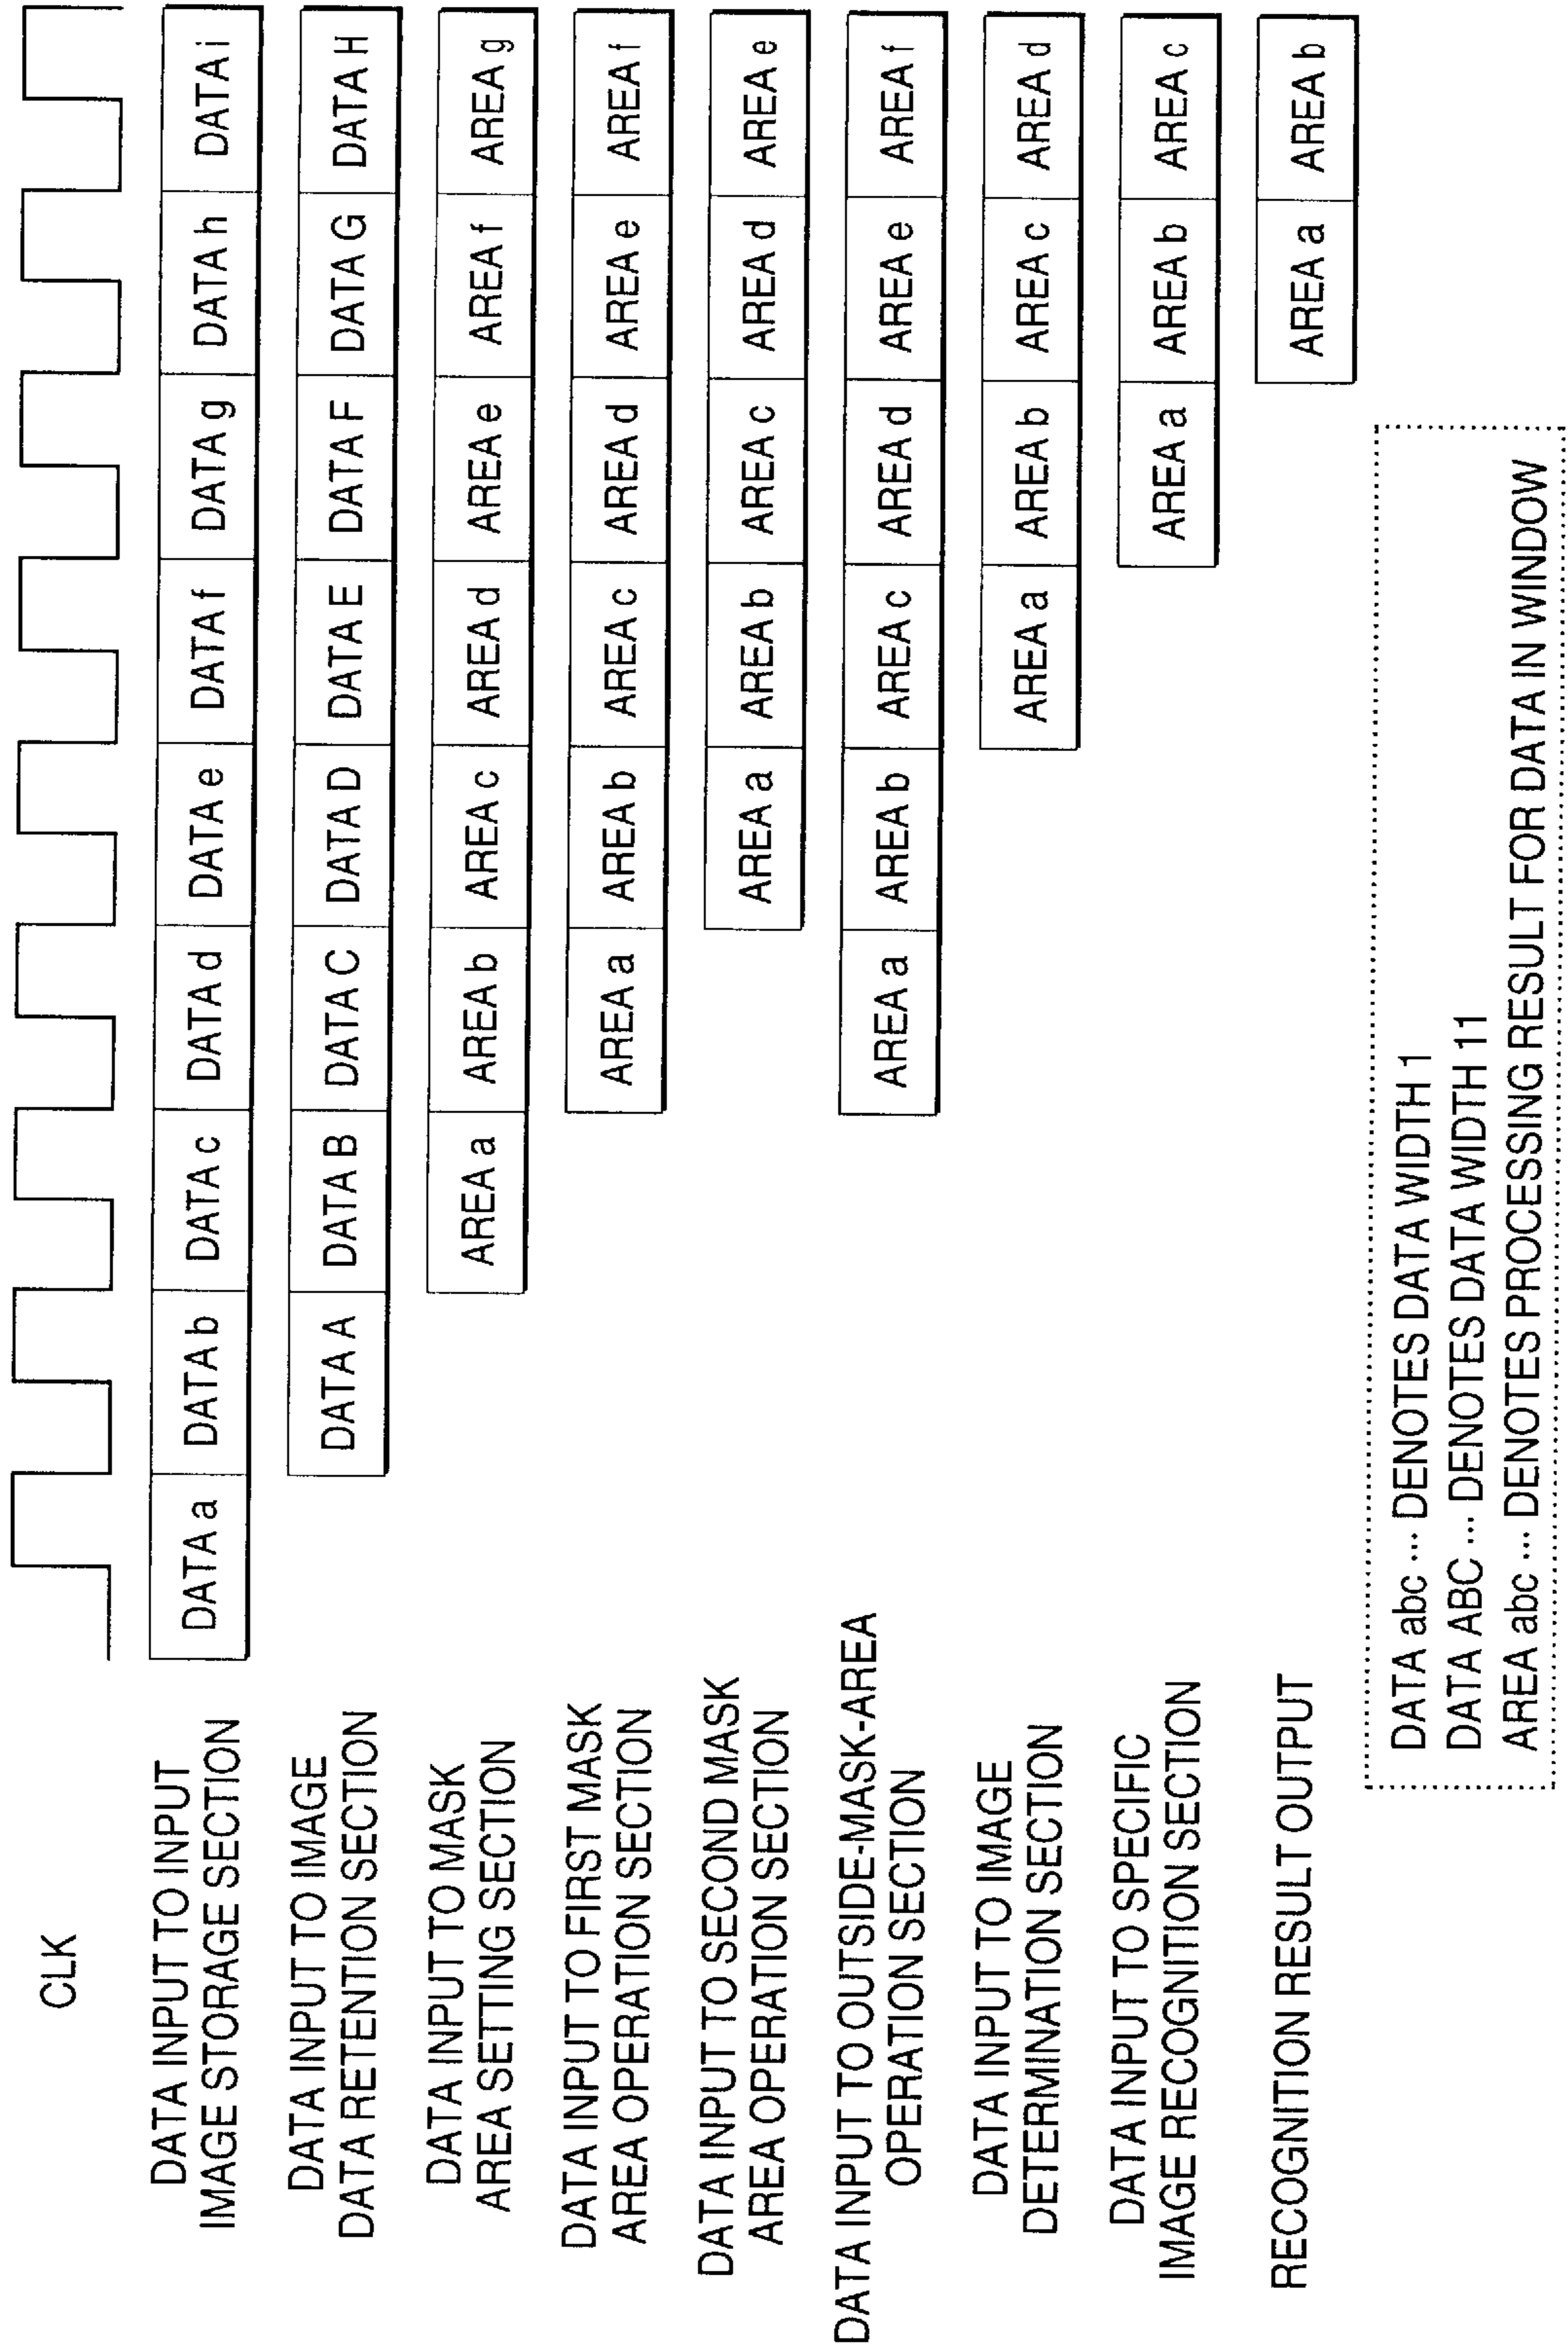 CLK
DATA INPUT TO INPUT
IMAGE STORAGE SECTION
DATA a DATA b DATA c DATA d DATA e DATA f DATA g DATA h DATA i
DATA INPUT TO IMAGE
DATA RETENTION SECTION
DATA A DATA B DATA C DATA D DATA E DATA F DATA G DATA H
DATA INPUT TO MASK
AREA SETTING SECTION
AREA a AREA b AREA c AREA d AREA e AREA f AREA g
DATA INPUT TO FIRST MASK
AREA OPERATION SECTION
AREA a AREA b AREA c AREA d AREA e AREA f
DATA INPUT TO SECOND MASK
AREA OPERATION SECTION
AREA a AREA b AREA c AREA d AREA e
DATA INPUT TO OUTSIDE-MASK-AREA
OPERATION SECTION
AREA a AREA b AREA c AREA d AREA e AREA f
DATA INPUT TO IMAGE
DETERMINATION SECTION
AREA a AREA b AREA c AREA d
DATA INPUT TO SPECIFIC
IMAGE RECOGNITION SECTION
AREA a AREA b AREA c
RECOGNITION RESULT OUTPUT
AREA a AREA b
DATA abc ... DENOTES DATA WIDTH 1
DATA ABC ... DENOTES DATA WIDTH 11
AREA abc ... DENOTES PROCESSING RESULT FOR DATA IN WINDOW